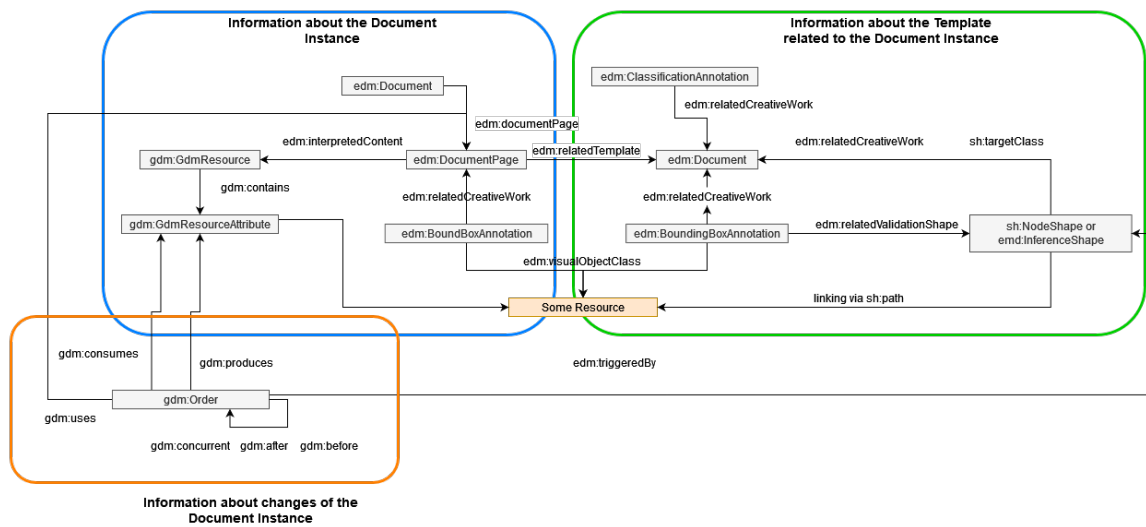 Information about the Document
Instance
Information about the Template
related to the Document Instance
edm:Document
edm:ClassificationAnnotation
edm:relatedCreativeWork
edm:documentPage
edm:interpretedContent
edm:relatedTemplate
edm:relatedCreativeWork
sh:targetClass
gdm:GdmResource
edm:DocumentPage
edm:Document
gdm:contains
edm:relatedCreativeWork
edm:relatedCreativeWork
gdm:GdmResourceAttribute
edm:BoundBoxAnnotation
edm:BoundingBoxAnnotation
edm:relatedValidationShape
sh:NodeShape or
emd:InferenceShape
edm:visualObjectClass
Some Resource
linking via sh:path
gdm:consumes
gdm:produces
edm:triggeredBy
gdm:Order
gdm:uses
gdm:concurrent
gdm:after
gdm:before
Information about changes of the
Document Instance